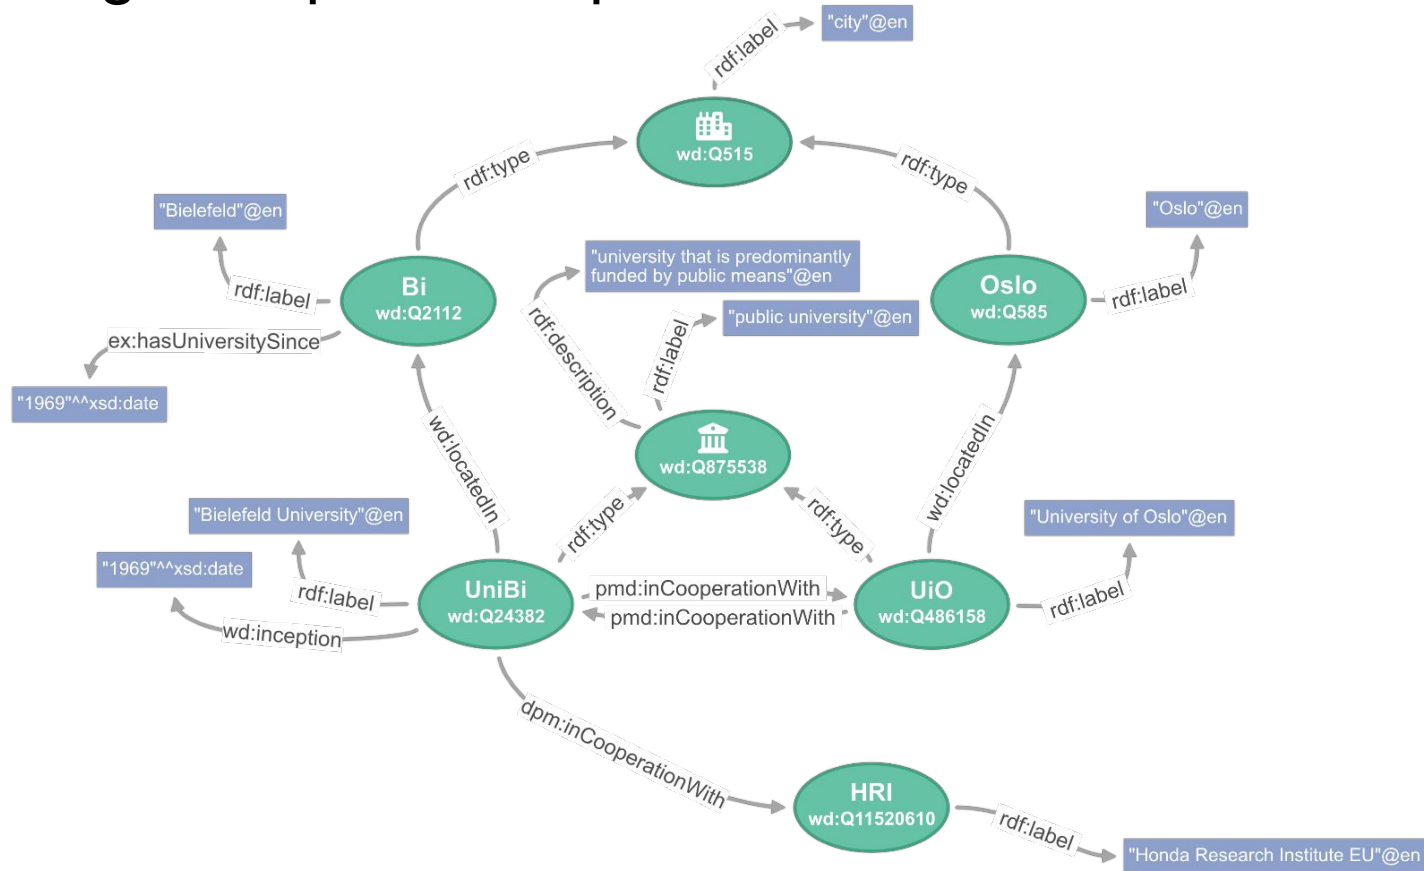 "city"@en
rdf:label
wd:Q515
rdf:type
rdf:type
"Bielefeld"@en
"Oslo"@en
rdf:label
Bi
wd:Q2112
"university that is predominantly
funded by public means"@en
Oslo
wd:Q585
rdf:label
ex:hasUniversitySince
"1969"^^xsd:date
rdf:description
rdf:label
"public university"@en
wd:Q875538
wd:locatedIn
wd:locatedIn
rdf:type
rdf:type
"Bielefeld University"@en
"University of Oslo"@en
"1969"^^xsd:date
rdf:label
wd:inception
UniBi
wd:Q24382
pmd:inCooperationWith
pmd:inCooperationWith
UiO
wd:Q486158
rdf:label
dpm:inCooperationWith
HRI
wd:Q11520610
rdf:label
"Honda Research Institute EU"@en